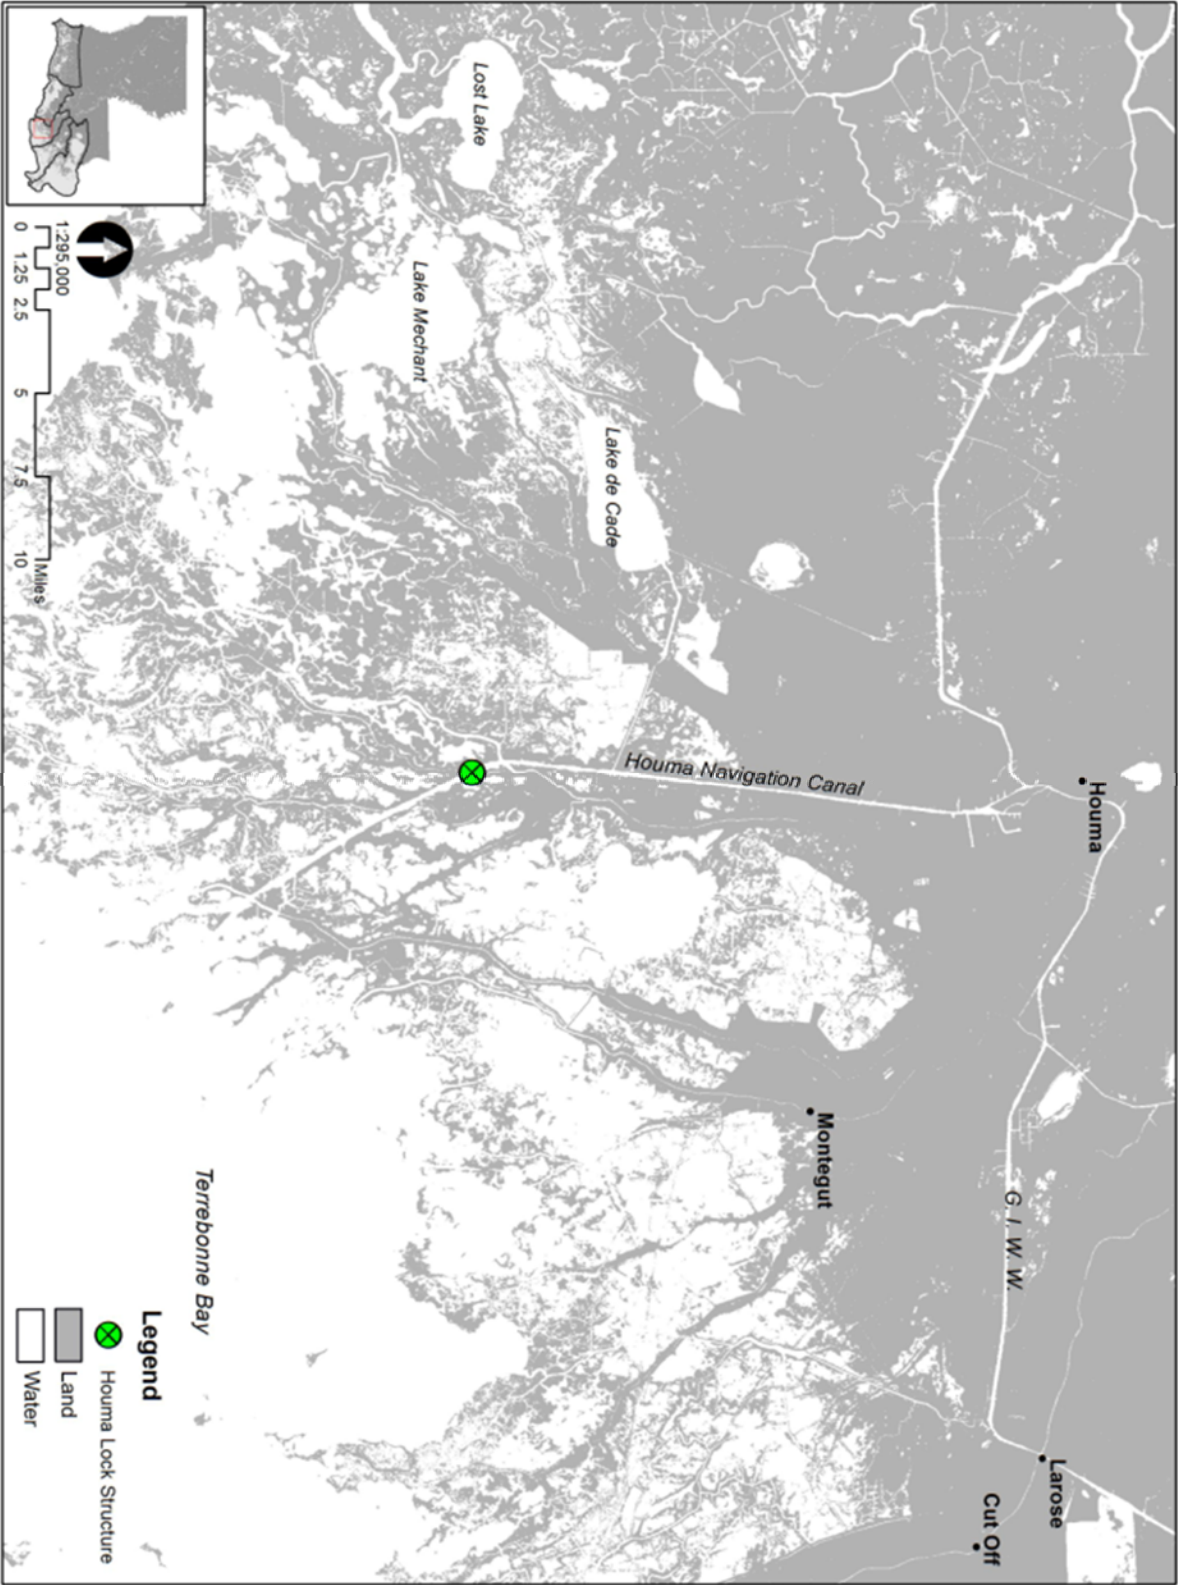 Houma
Larose
Cut Off
G. I. W. W.
Houma Navigation Canal
Montegut
Lake de Cade
Lost Lake
Lake Mechant
Terrebonne Bay
1:295,000
0 1.25 2.5 5 7.5 10
Miles
Legend
Houma Lock Structure
Land
Water